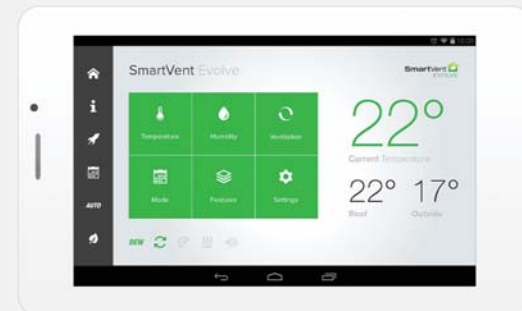 SmartVent Evolve
SmartVent
EVOLVE
Temperature
Humidity
Ventilation
Mode
Features
Settings
22°
Current Temperature
22° 17°
Roof Outside
AUTO
DEW